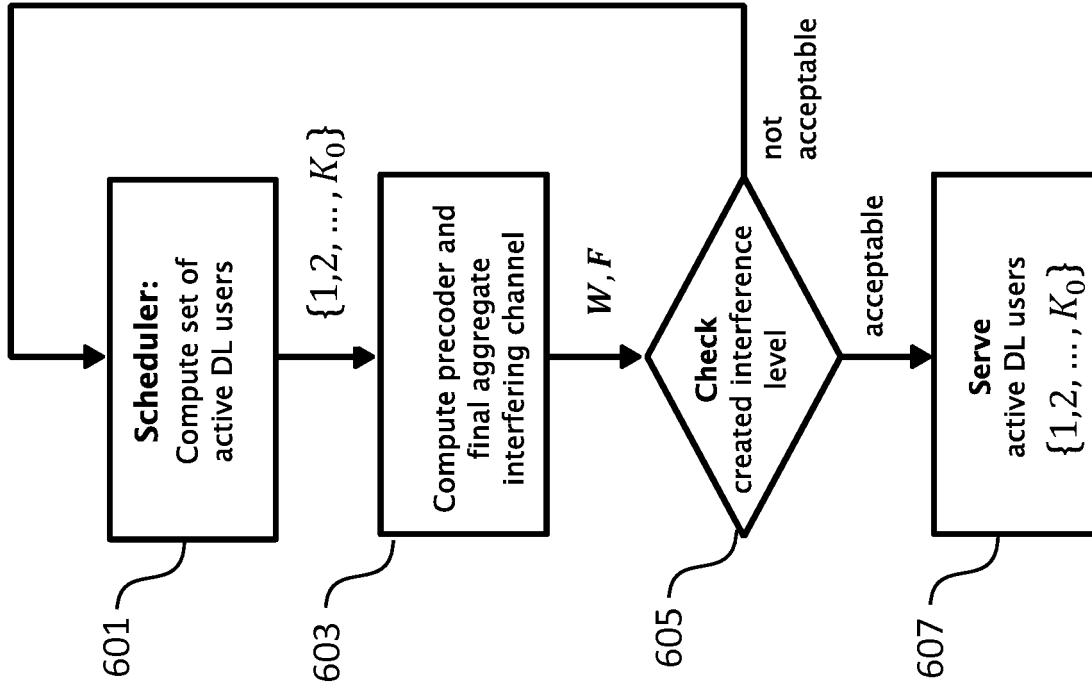 601
Scheduler:
Compute set of
active DL users
{1,2, ..., K₀}
603
Compute precoder and
final aggregate
interfering channel
W, F
605
Check
created interference
level
not
acceptable
acceptable
607
Serve
active DL users
{1,2, ..., K₀}